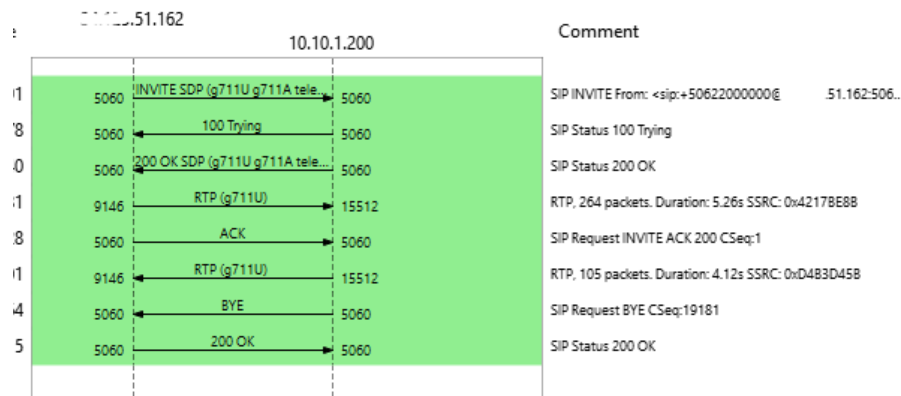 .51.162
10.10.1.200
Comment
5060 INVITE SDP (g711U g711A tele... 5060 SIP INVITE From: <sip:+50622000000@ .51.162:506..
5060 100 Trying 5060 SIP Status 100 Trying
5060 200 OK SDP (g711U g711A tele... 5060 SIP Status 200 OK
9146 RTP (g711U) 15512 RTP, 264 packets. Duration: 5.26s SSRC: 0x4217BE8B
5060 ACK 5060 SIP Request INVITE ACK 200 CSeq:1
9146 RTP (g711U) 15512 RTP, 105 packets. Duration: 4.12s SSRC: 0xD4B3D45B
5060 BYE 5060 SIP Request BYE CSeq:19181
5 5060 200 OK 5060 SIP Status 200 OK